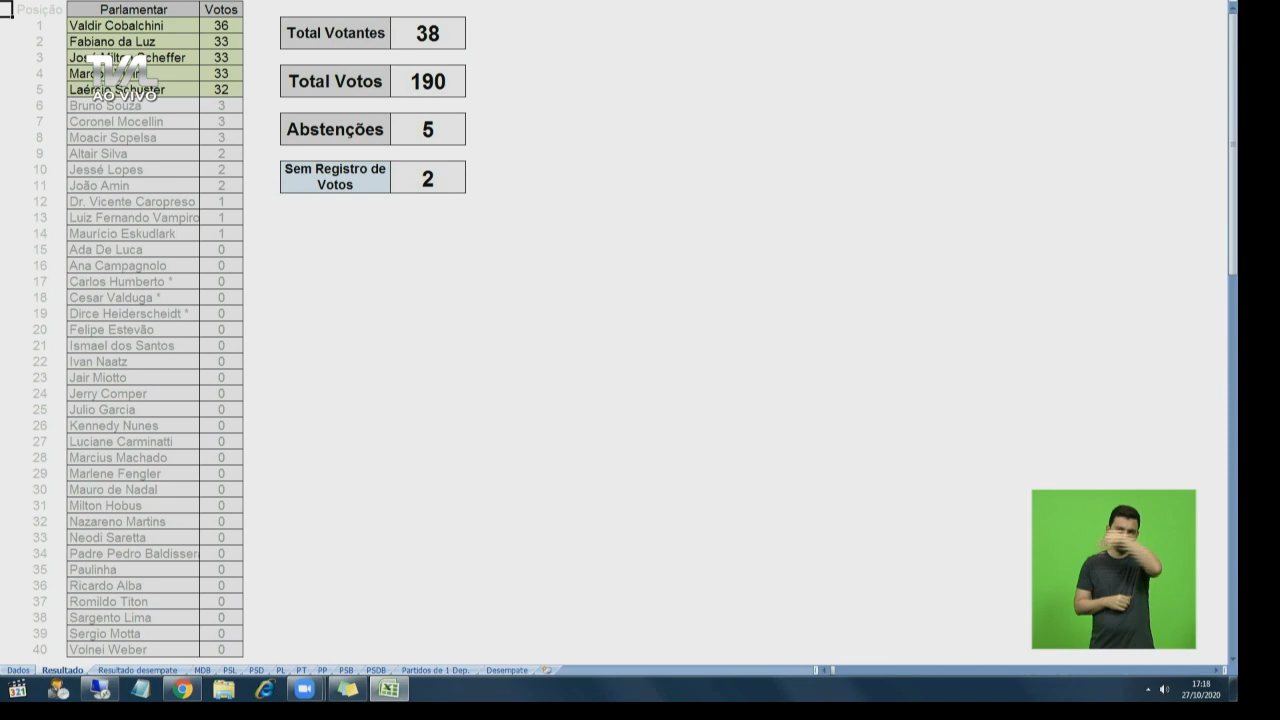 Posição Parlamentar Votos
1 Valdir Cobalchini 36
2 Fabiano da Luz 33
3 José Milton Scheffer 33
4 33
5 Laércio Schuster 32
TVAL
AO VIVO
6 Bruno Souza 3
7 Coronel Mocellin 3
8 Moacir Sopelsa 3
9 Altair Silva 2
10 Jessé Lopes 2
11 João Amin 2
12 Dr. Vicente Caropreso 1
13 Luiz Fernando Vampiro 1
14 Maurício Eskudlark 1
15 Ada De Luca 0
16 Ana Campagnolo 0
17 Carlos Humberto * 0
18 Cesar Valduga * 0
19 Dirce Heiderscheidt * 0
20 Felipe Estevão 0
21 Ismael dos Santos 0
22 Ivan Naatz 0
23 Jair Miotto 0
24 Jerry Comper 0
25 Julio Garcia 0
26 Kennedy Nunes 0
27 Luciane Carminatti 0
28 Marcius Machado 0
29 Marlene Fengler 0
30 Mauro de Nadal 0
31 Milton Hobus 0
32 Nazareno Martins 0
33 Neodi Saretta 0
34 Padre Pedro Baldisser 0
35 Paulinha 0
36 Ricardo Alba 0
37 Romildo Titon 0
38 Sargento Lima 0
39 Sergio Motta 0
40 Volnei Weber 0
Total Votantes 38
Total Votos 190
Abstenções 5
Sem Registro de
Votos 2
Dados Resultado Resultado desempate MDB PSL PSD PL PT PP PSB PSDB Partidos de 1 Dep. Desempate
321
17:18
27/10/2020